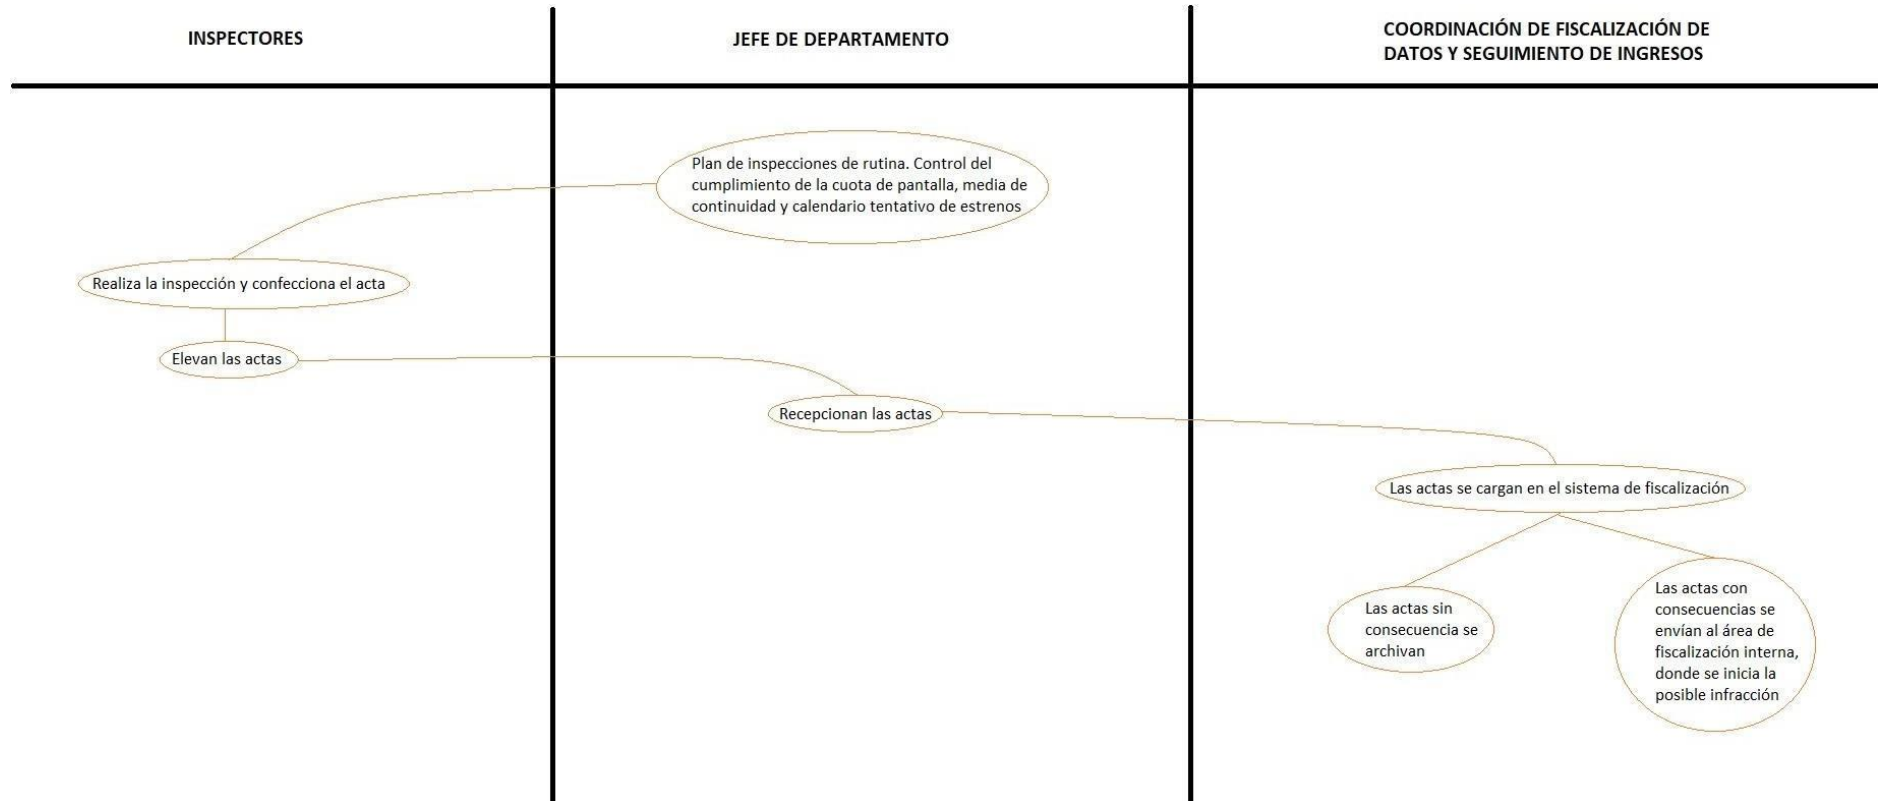 INSPECTORES
JEFE DE DEPARTAMENTO
COORDINACIÓN DE FISCALIZACIÓN DE
DATOS Y SEGUIMIENTO DE INGRESOS
Plan de inspecciones de rutina. Control del
cumplimiento de la cuota de pantalla, media de
continuidad y calendario tentativo de estrenos
Realiza la inspección y confecciona el acta
Elevan las actas
Recepcionan las actas
Las actas se cargan en el sistema de fiscalización
Las actas sin
consecuencia se
archivan
Las actas con
consecuencias se
envían al área de
fiscalización interna,
donde se inicia la
posible infracción